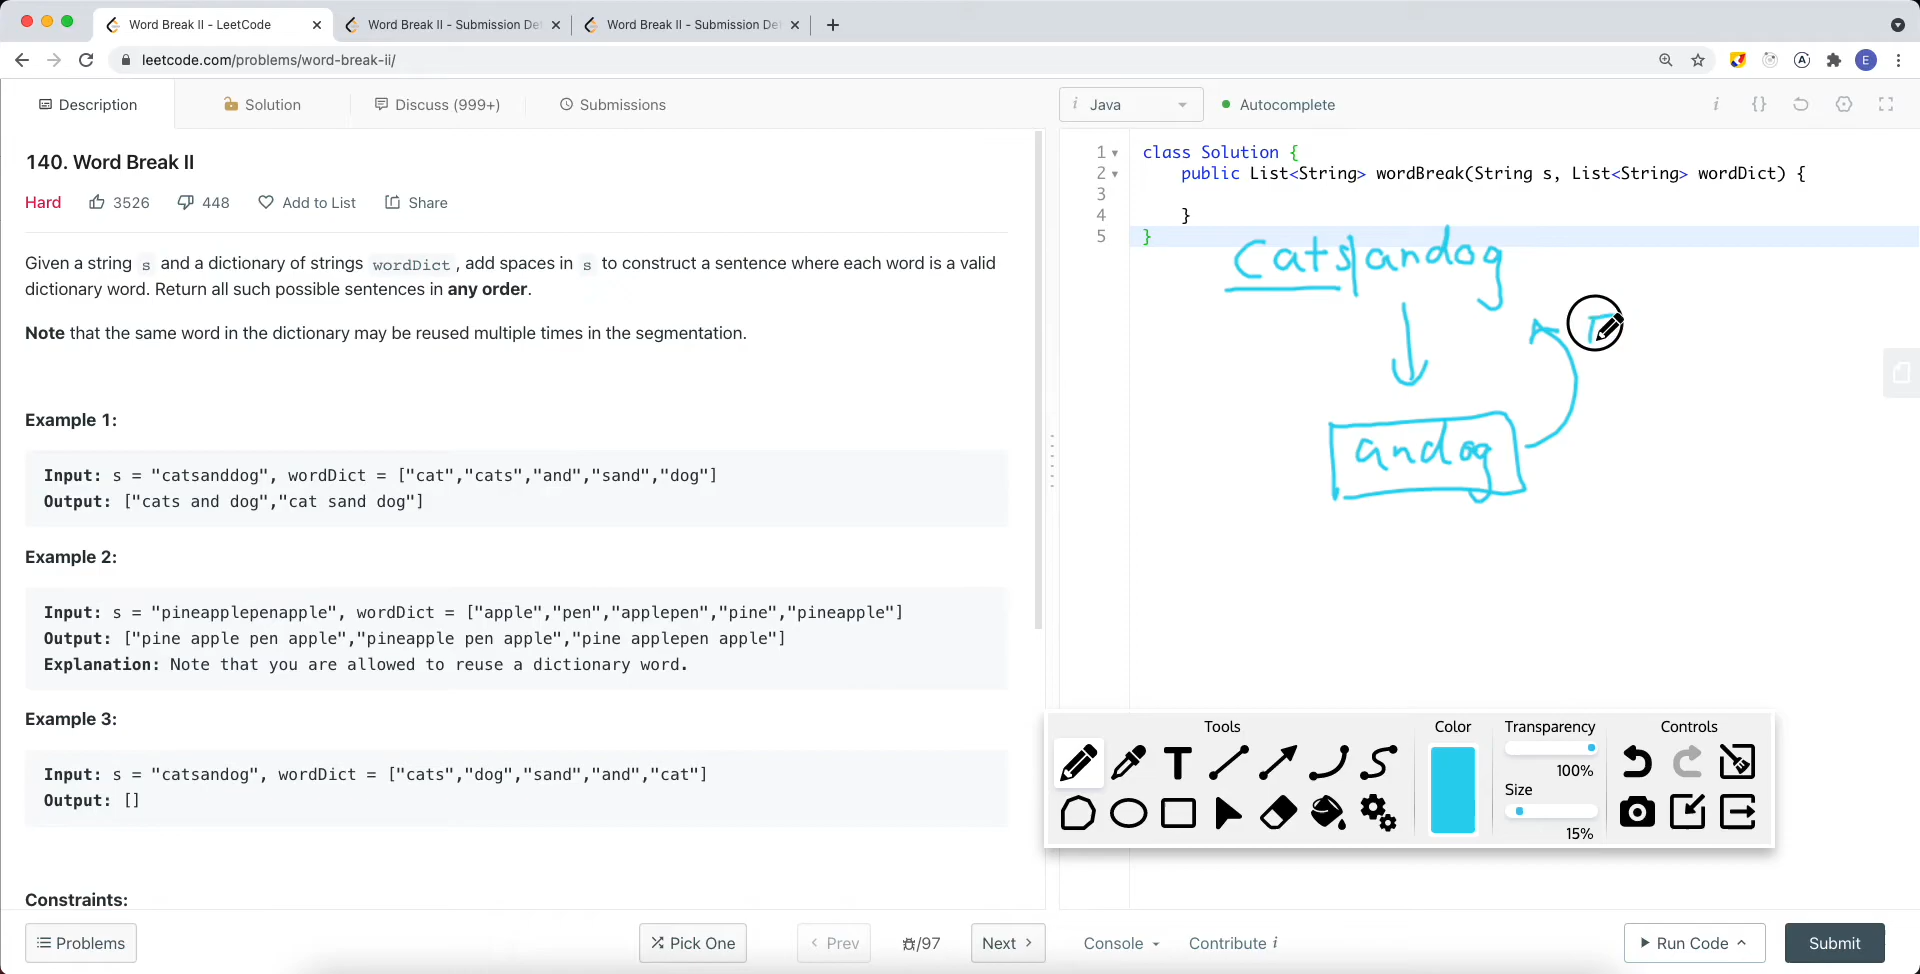 Word Break II - LeetCode
Word Break II - Submission De
Word Break II - Submission De
leetcode.com/problems/word-break-ii/
E
Description
Solution
Discuss (999+)
Submissions
i Java
Autocomplete
140. Word Break II
Hard 3526 448 Add to List Share
Given a string s and a dictionary of strings wordDict, add spaces in s to construct a sentence where each word is a valid
dictionary word. Return all such possible sentences in any order.
Note that the same word in the dictionary may be reused multiple times in the segmentation.
Example 1:
Input: s = "catsanddog", wordDict = ["cat","cats","and","sand","dog"]
Output: ["cats and dog","cat sand dog"]
Example 2:
Input: s = "pineapplepenapple", wordDict = ["apple","pen","applepen","pine","pineapple"]
Output: ["pine apple pen apple","pineapple pen apple","pine applepen apple"]
Explanation: Note that you are allowed to reuse a dictionary word.
Example 3:
Input: s = "catsandog", wordDict = ["cats","dog","sand","and","cat"]
Output: []
Constraints:
1 class Solution {
2 public List<String> wordBreak(String s, List<String> wordDict) {
3
4 }
5 }
Cats|andog
andog
Tools
Color
Transparency
100%
Size
15%
Controls
Problems
Pick One
< Prev
/97
Next >
Console
Contribute i
Run Code
Submit